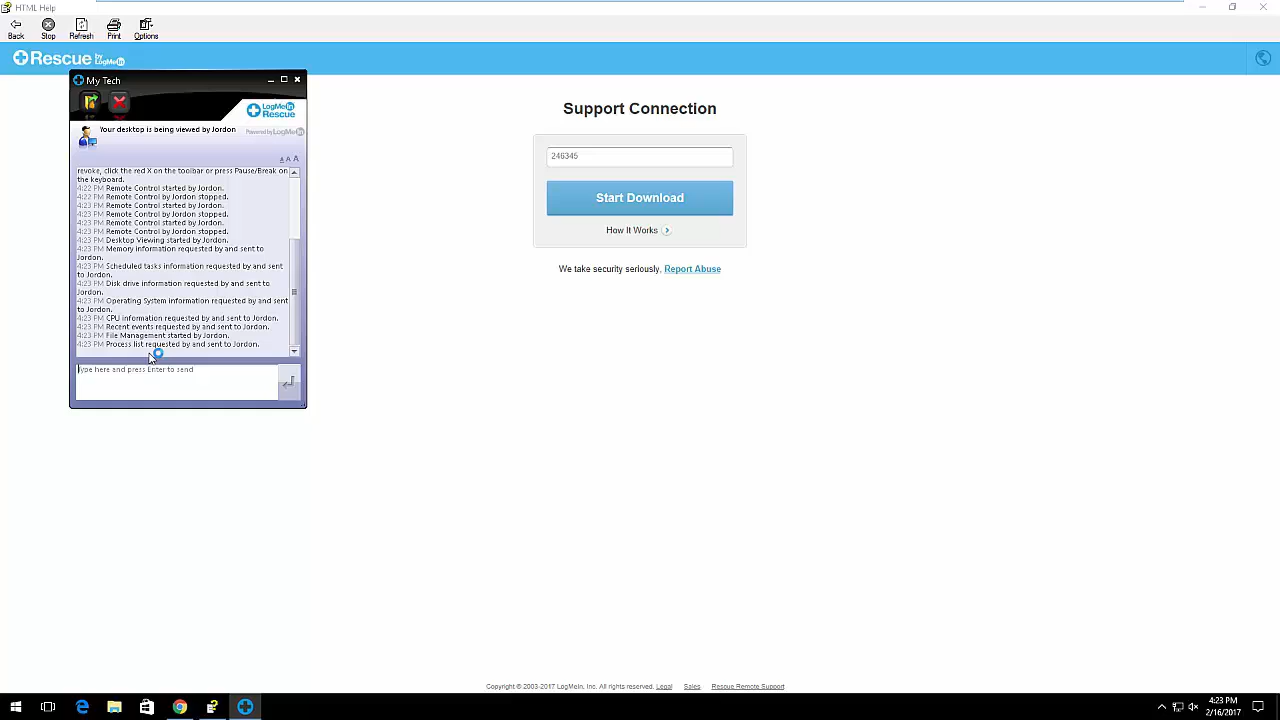 HTML Help
Back Stop Refresh Print Options
Rescue by LogMeIn
My Tech
LogMeIn Rescue
Your desktop is being viewed by Jordon
Powered by LogMeIn
A A A
revoke, click the red X on the toolbar or press Pause/Break on
the keyboard.
4:22 PM Remote Control started by Jordon.
4:22 PM Remote Control by Jordon stopped.
4:23 PM Remote Control started by Jordon.
4:23 PM Remote Control by Jordon stopped.
4:23 PM Remote Control started by Jordon.
4:23 PM Remote Control by Jordon stopped.
4:23 PM Desktop Viewing started by Jordon.
4:23 PM Memory information requested by and sent to
Jordon.
4:23 PM Scheduled tasks information requested by and sent
to Jordon.
4:23 PM Disk drive information requested by and sent to
Jordon.
4:23 PM Operating System information requested by and sent
to Jordon.
4:23 PM CPU information requested by and sent to Jordon.
4:23 PM Recent events requested by and sent to Jordon.
4:23 PM File Management started by Jordon.
4:23 PM Process list requested by and sent to Jordon.
Type here and press Enter to send
Support Connection
246345
Start Download
How It Works
We take security seriously, Report Abuse
Copyright © 2003-2017 LogMeIn, Inc. All rights reserved. Legal Sales Rescue Remote Support
4:23 PM
2/16/2017